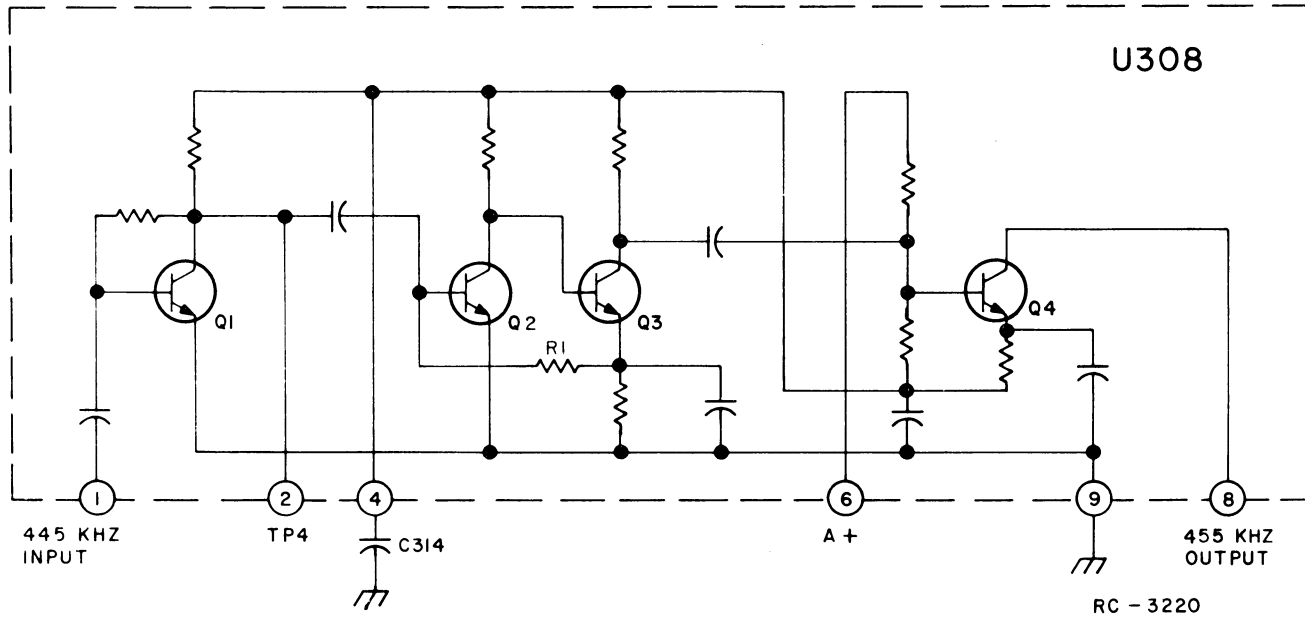 U308
Q1
Q2
Q3
Q4
R1
1
2
4
6
9
8
445 KHZ
INPUT
TP4
C314
A +
455 KHZ
OUTPUT
RC - 3220